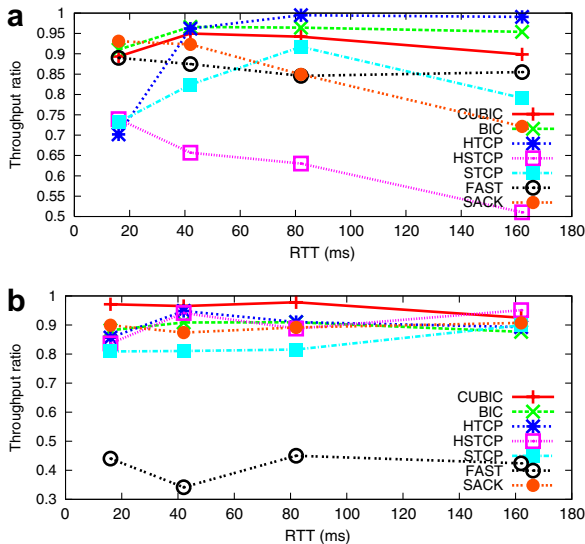 a
1
0.95
0.9
0.85
0.8
0.75
0.7
0.65
0.6
0.55
0.5
Throughput ratio
0 20 40 60 80 100 120 140 160 180
RTT (ms)
CUBIC
BIC
HTCP
HSTCP
STCP
FAST
SACK
b
1
0.9
0.8
0.7
0.6
0.5
0.4
0.3
Throughput ratio
0 20 40 60 80 100 120 140 160 180
RTT (ms)
CUBIC
BIC
HTCP
HSTCP
STCP
FAST
SACK